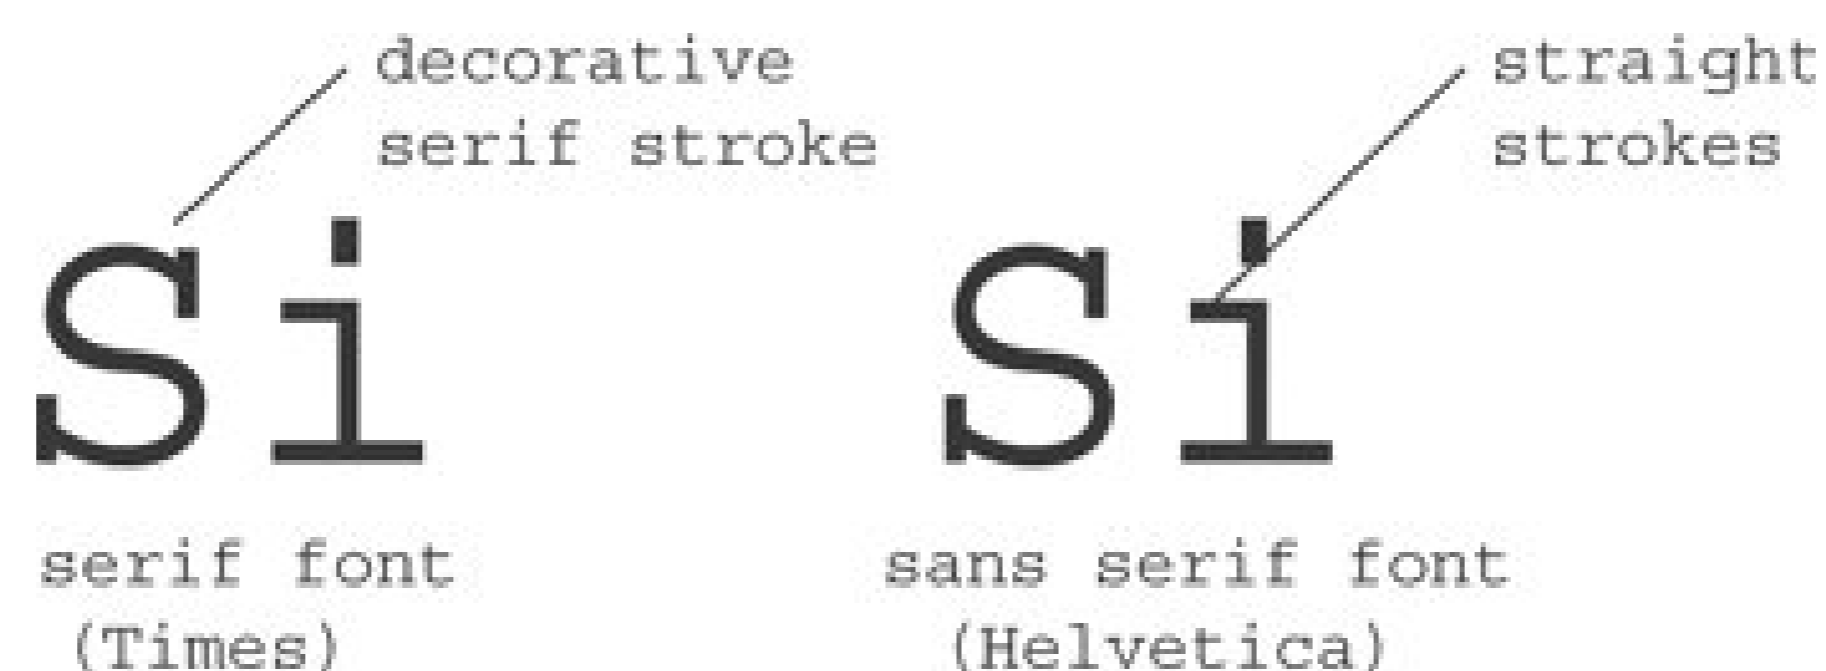 decorative
serif stroke
Si
serif font
(Times)
straight
strokes
Si
sans serif font
(Helvetica)